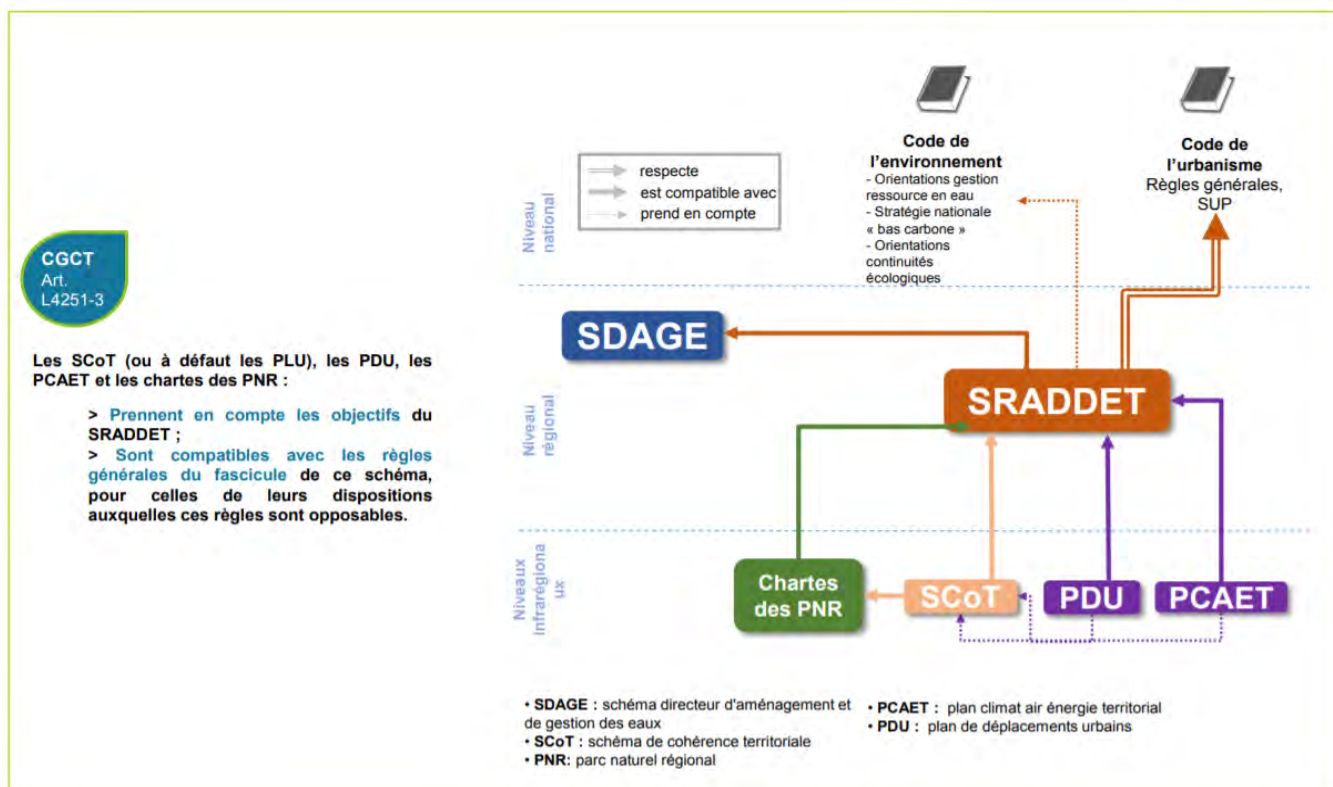 Code de
l'environnement
- Orientations gestion
ressource en eau
- Stratégie nationale
« bas carbone »
- Orientations
continuités
écologiques
Code de
l'urbanisme
Règles générales,
SUP
respecte
est compatible avec
prend en compte
Niveau
national
CGCT
Art.
L4251-3
Les SCoT (ou à défaut les PLU), les PDU, les
PCAET et les chartes des PNR :
> Prennent en compte les objectifs du
SRADDET ;
> Sont compatibles avec les règles
générales du fascicule de ce schéma,
pour celles de leurs dispositions
auxquelles ces règles sont opposables.
SDAGE
SRADDET
Niveau
régional
Niveaux
infrarégiona
ux
Chartes
des PNR
SCoT
PDU
PCAET
• SDAGE : schéma directeur d'aménagement et
de gestion des eaux
• SCoT : schéma de cohérence territoriale
• PNR: parc naturel régional
• PCAET : plan climat air énergie territorial
• PDU : plan de déplacements urbains